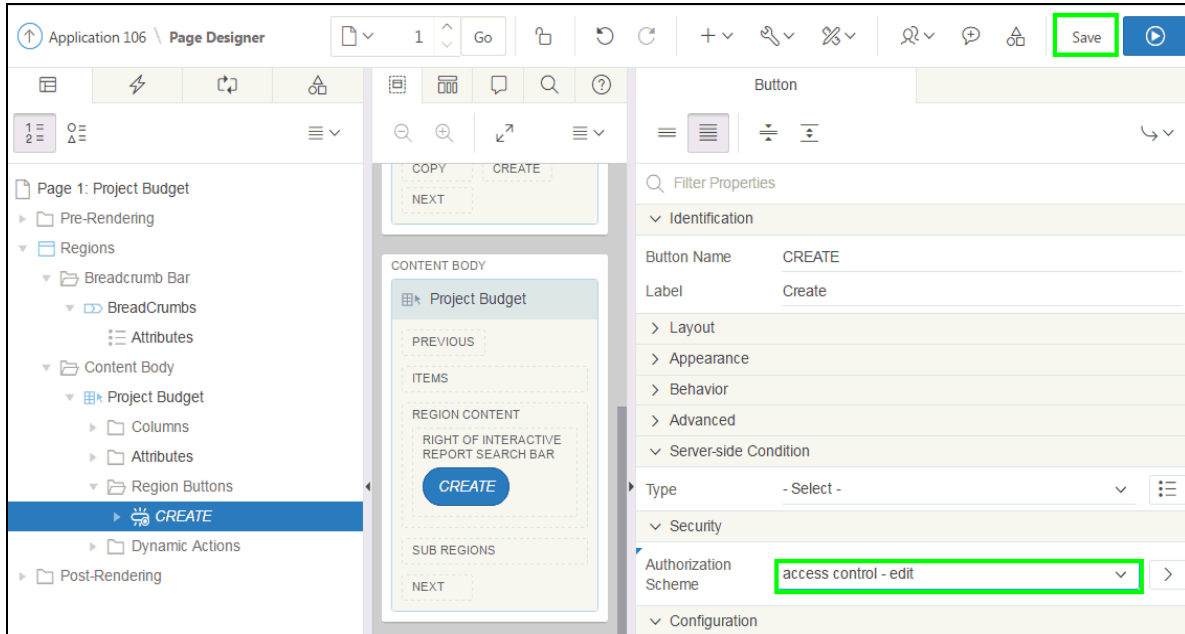 Application 106 \ Page Designer
1
Go
Save
Button
1 =
2 =
Page 1: Project Budget
Pre-Rendering
Regions
Breadcrumb Bar
BreadCrumbs
Attributes
Content Body
Project Budget
Columns
Attributes
Region Buttons
CREATE
Dynamic Actions
Post-Rendering
COPY CREATE
NEXT
CONTENT BODY
Project Budget
PREVIOUS
ITEMS
REGION CONTENT
RIGHT OF INTERACTIVE
REPORT SEARCH BAR
CREATE
SUB REGIONS
NEXT
Filter Properties
Identification
Button Name CREATE
Label Create
Layout
Appearance
Behavior
Advanced
Server-side Condition
Type - Select -
Security
Authorization
Scheme
access control - edit
Configuration